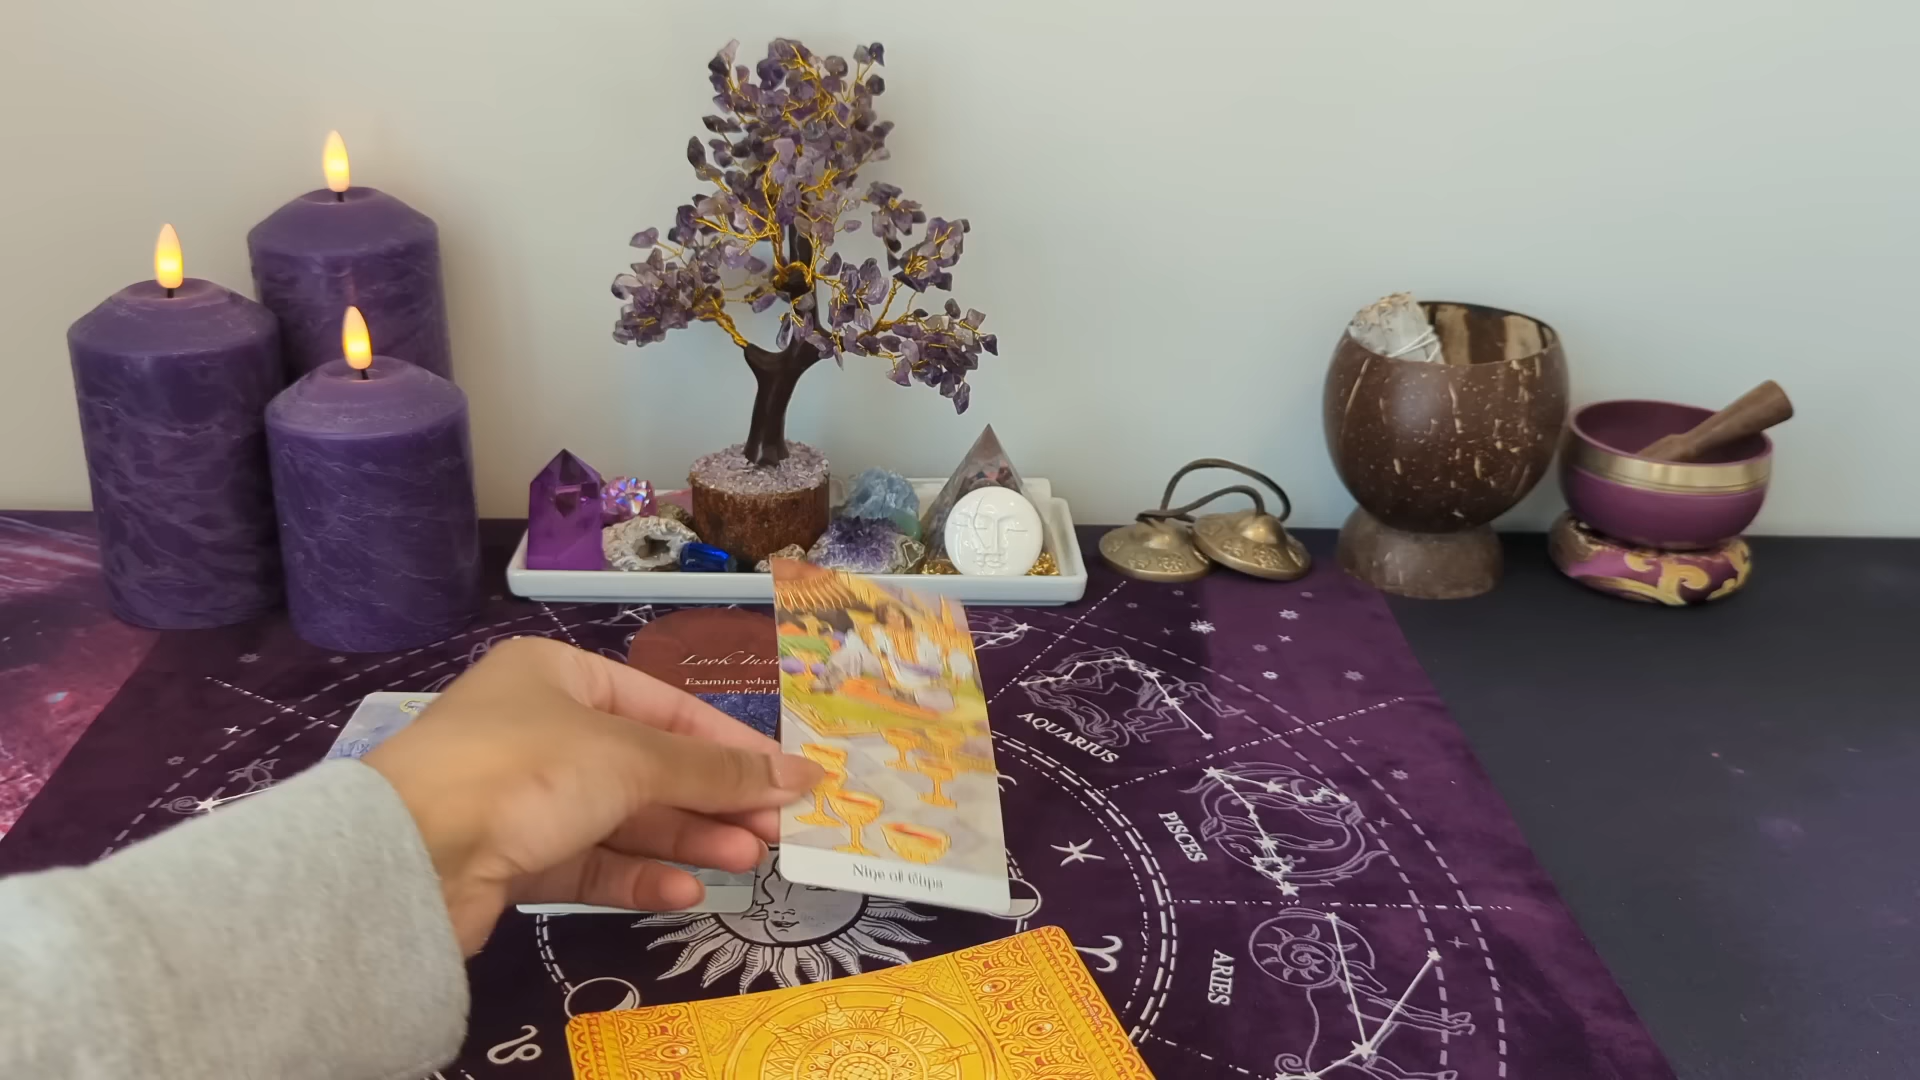 Look Insi
Examine what
to feel th
Nine of Cups
AQUARIUS
PISCES
ARIES